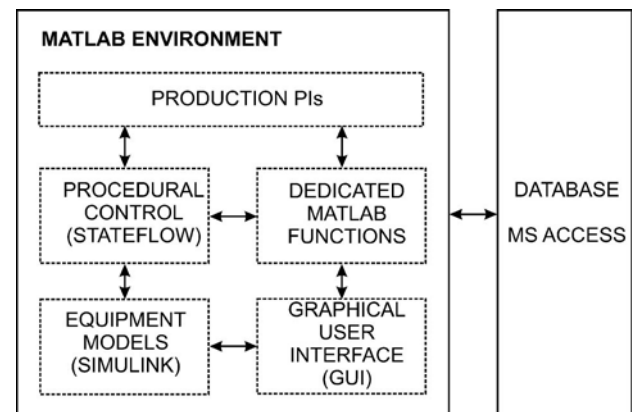 MATLAB ENVIRONMENT
PRODUCTION PIs
PROCEDURAL
CONTROL
(STATEFLOW)
DEDICATED
MATLAB
FUNCTIONS
EQUIPMENT
MODELS
(SIMULINK)
GRAPHICAL
USER
INTERFACE
(GUI)
DATABASE
MS ACCESS